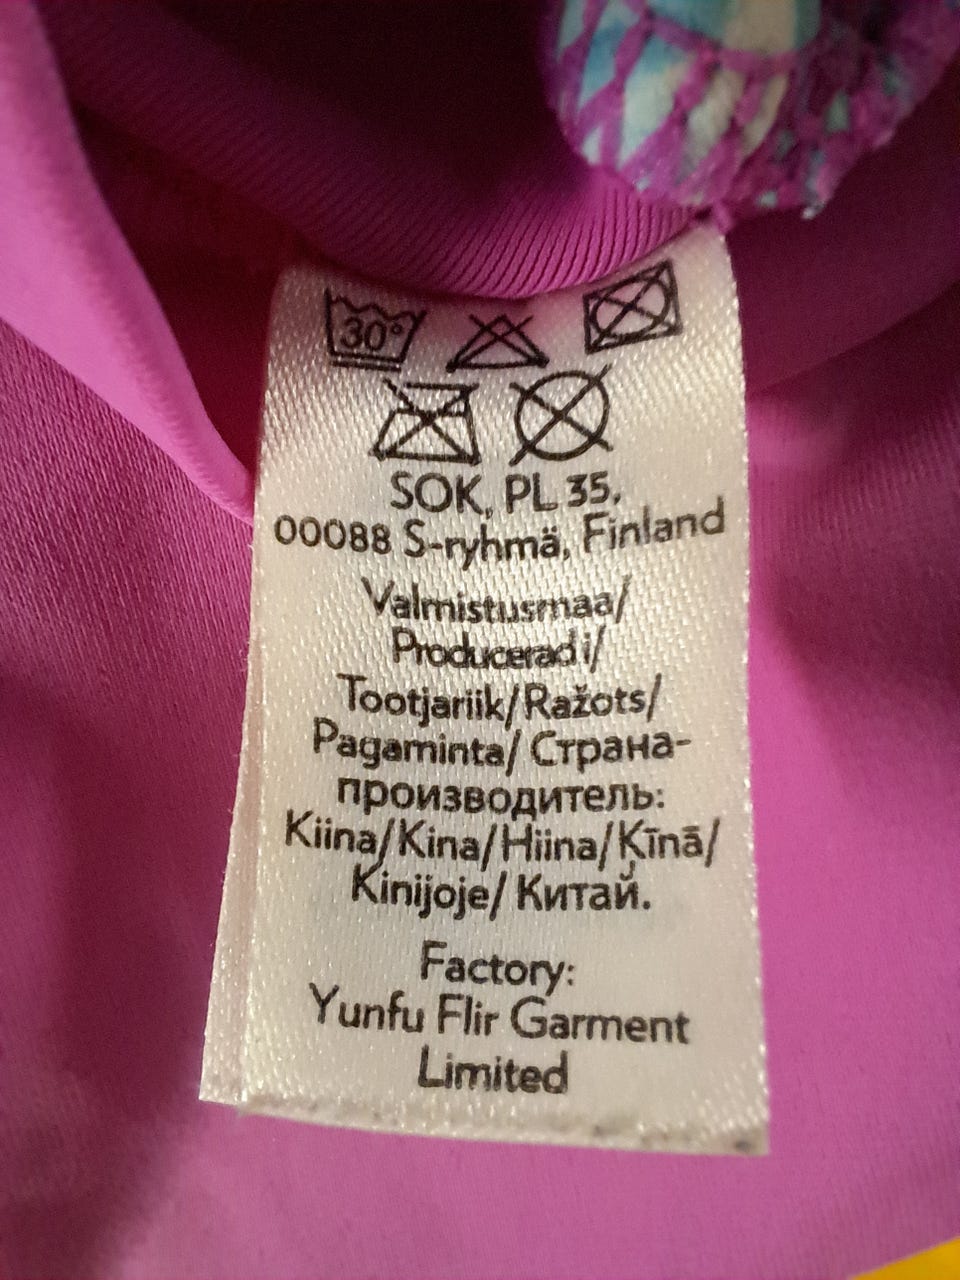 30°
SOK, PL 35,
00088 S-ryhmä, Finland
Valmistusmaa/
Producerad i/
Tootjariik/Ražots/
Pagaminta/ Страна-
производитель:
Kiina/Kina/Hiina/Ķīnā/
Kinijoje/ Китай.
Factory:
Yunfu Flir Garment
Limited